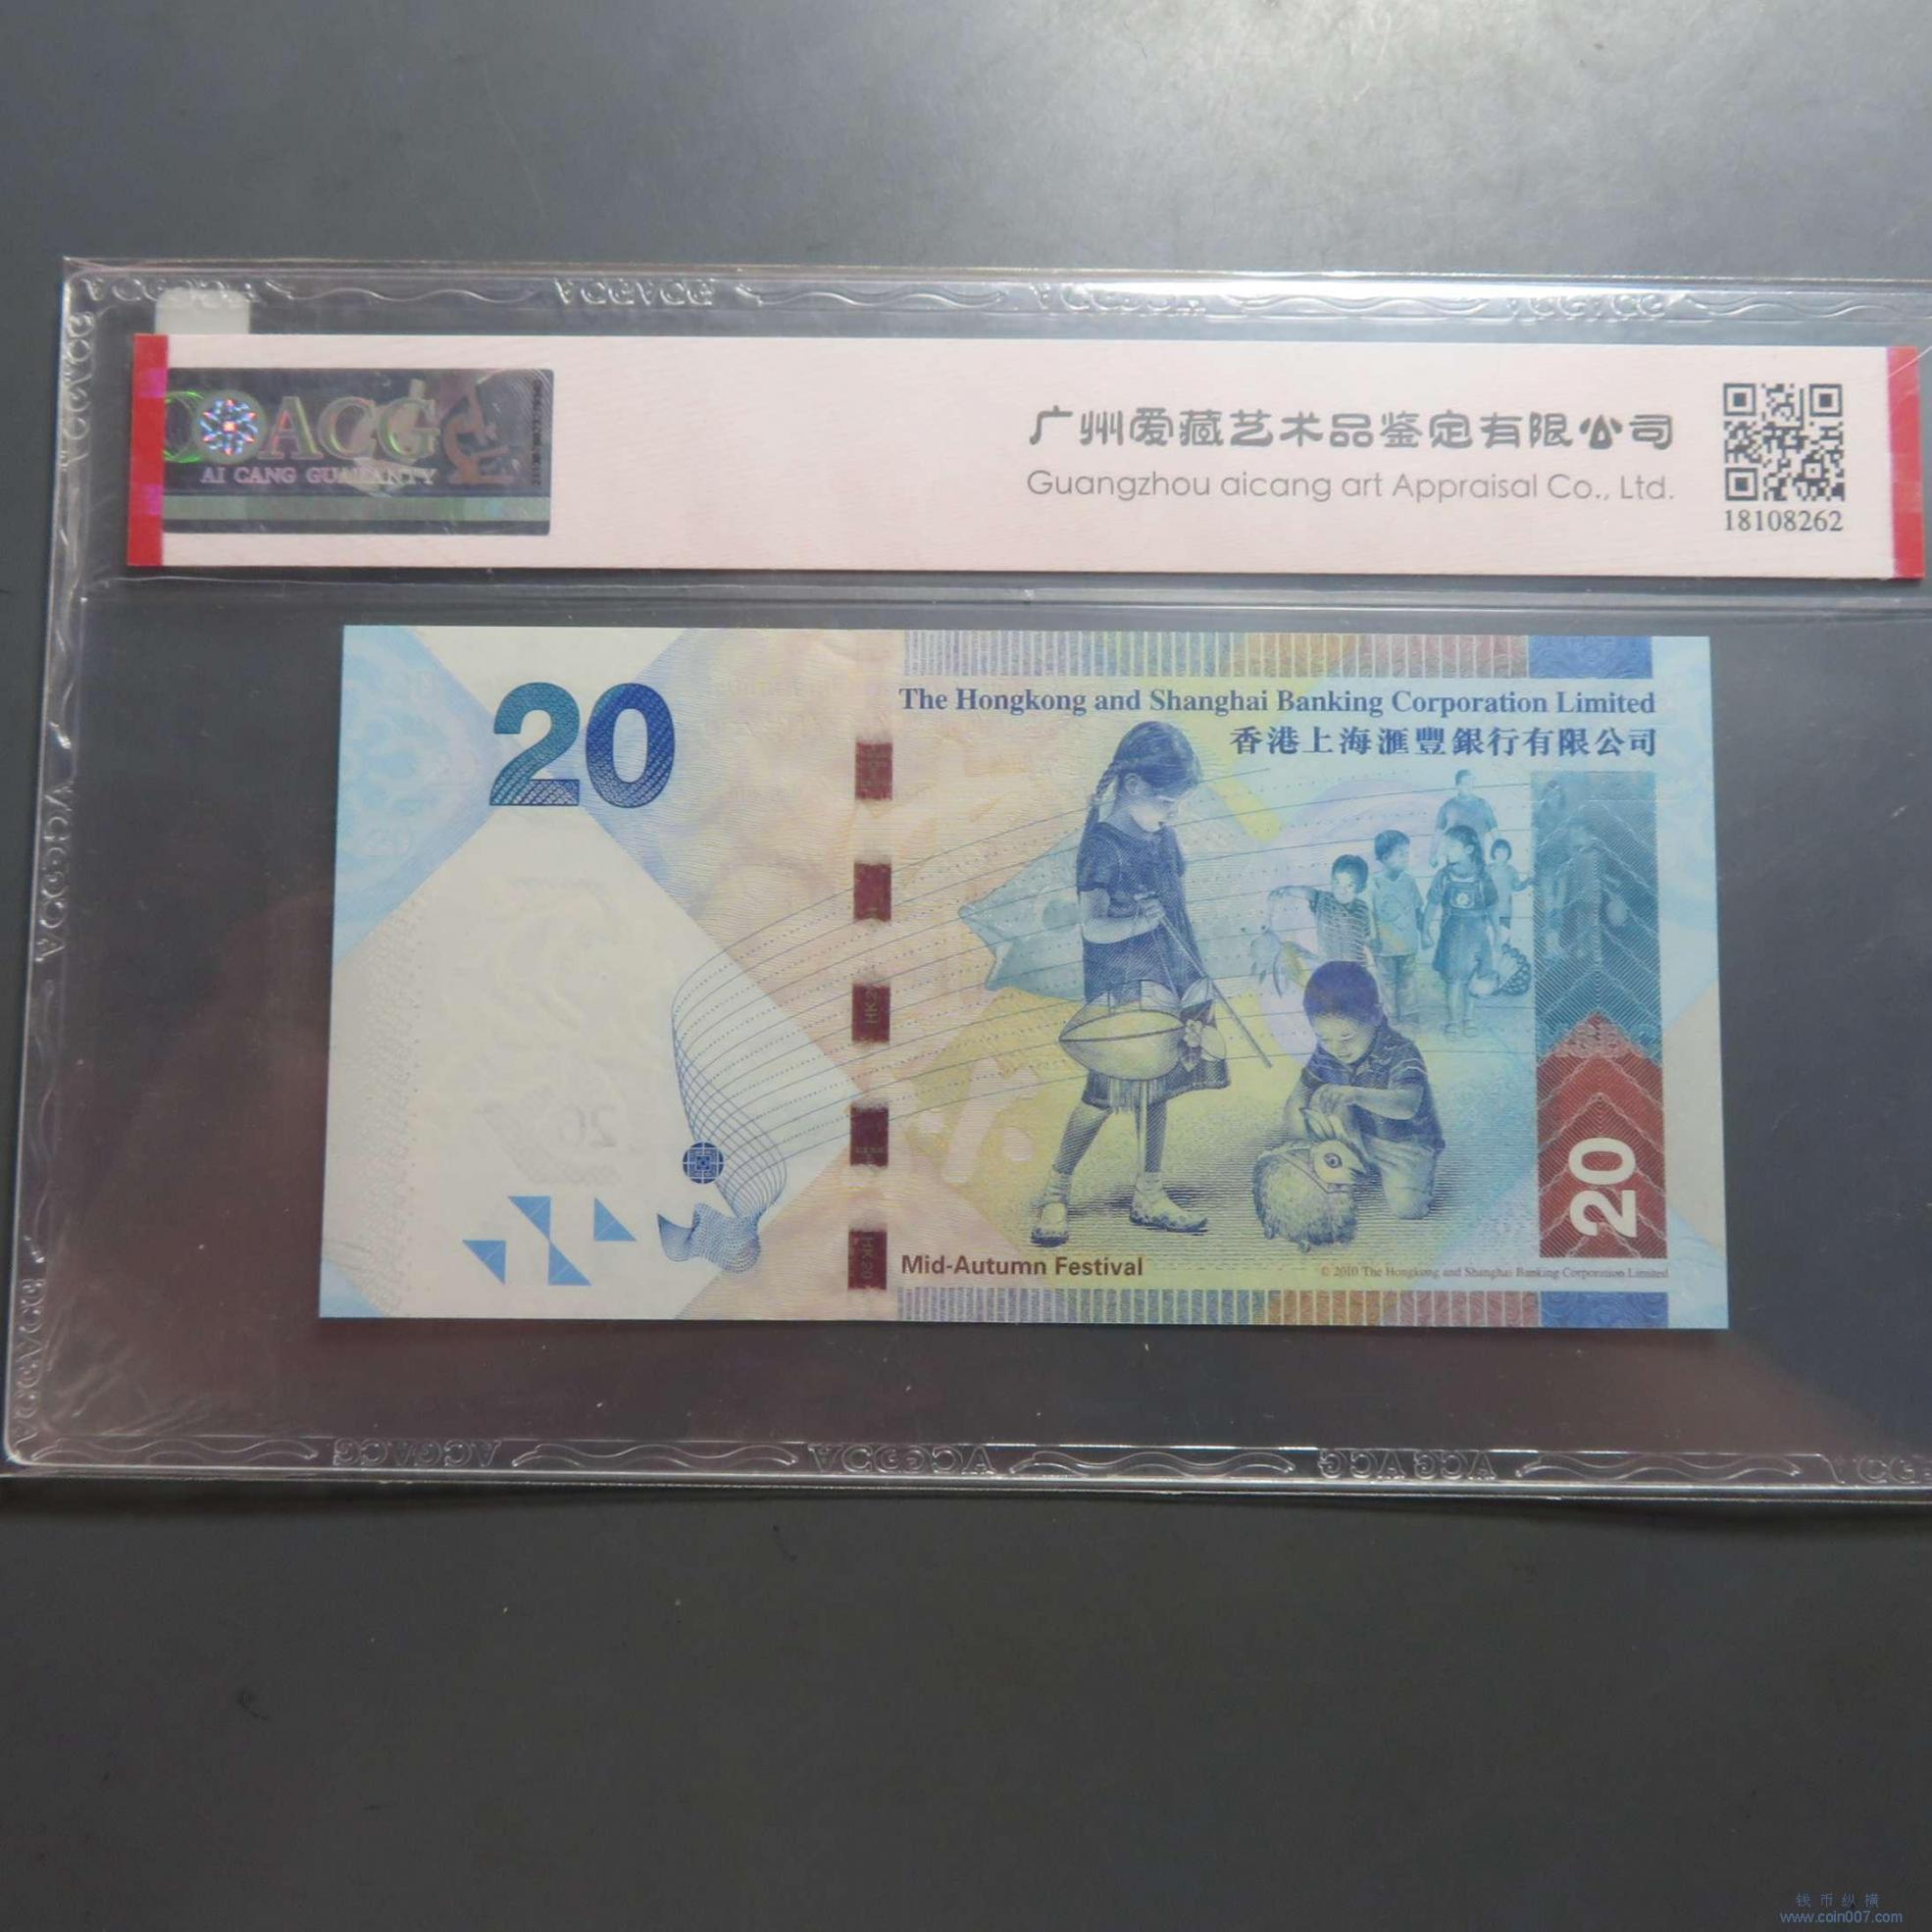 ACG
AI CANG GUARANTY
广州爱藏艺术品鉴定有限公司
Guangzhou aicang art Appraisal Co., Ltd.
18108262
20
The Hongkong and Shanghai Banking Corporation Limited
香港上海滙豐銀行有限公司
20
Mid-Autumn Festival
© 2010 The Hongkong and Shanghai Banking Corporation Limited
ACGACG
ACG ACG
钱币纵横
www.coin007.com